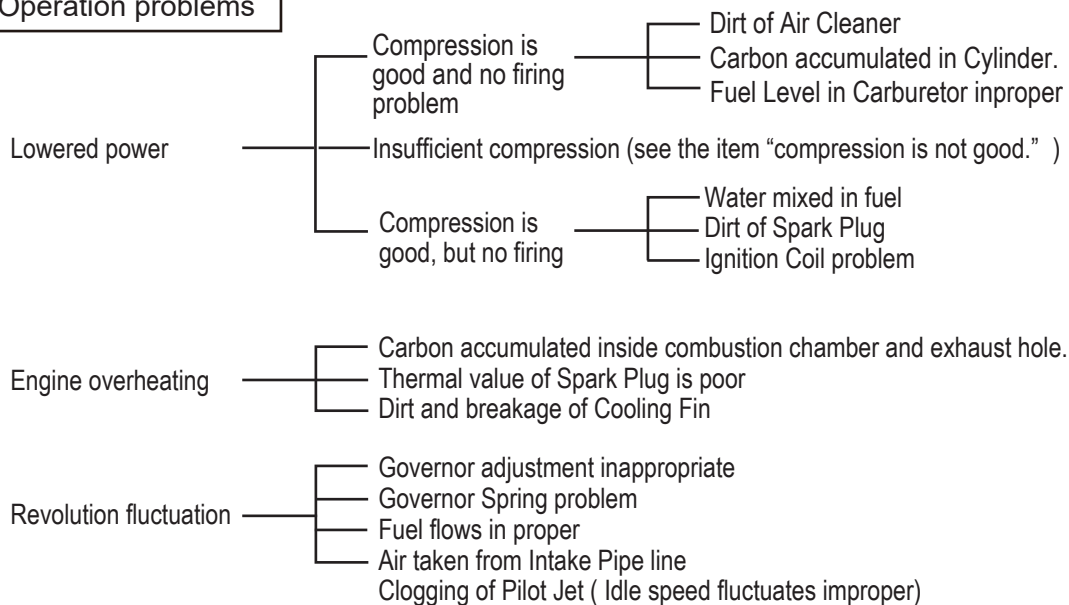 Operation problems
Lowered power
Compression is
good and no firing
problem
Dirt of Air Cleaner
Carbon accumulated in Cylinder.
Fuel Level in Carburetor inproper
Insufficient compression (see the item “compression is not good.” )
Compression is
good, but no firing
Water mixed in fuel
Dirt of Spark Plug
Ignition Coil problem
Engine overheating
Carbon accumulated inside combustion chamber and exhaust hole.
Thermal value of Spark Plug is poor
Dirt and breakage of Cooling Fin
Revolution fluctuation
Governor adjustment inappropriate
Governor Spring problem
Fuel flows in proper
Air taken from Intake Pipe line
Clogging of Pilot Jet ( Idle speed fluctuates improper)